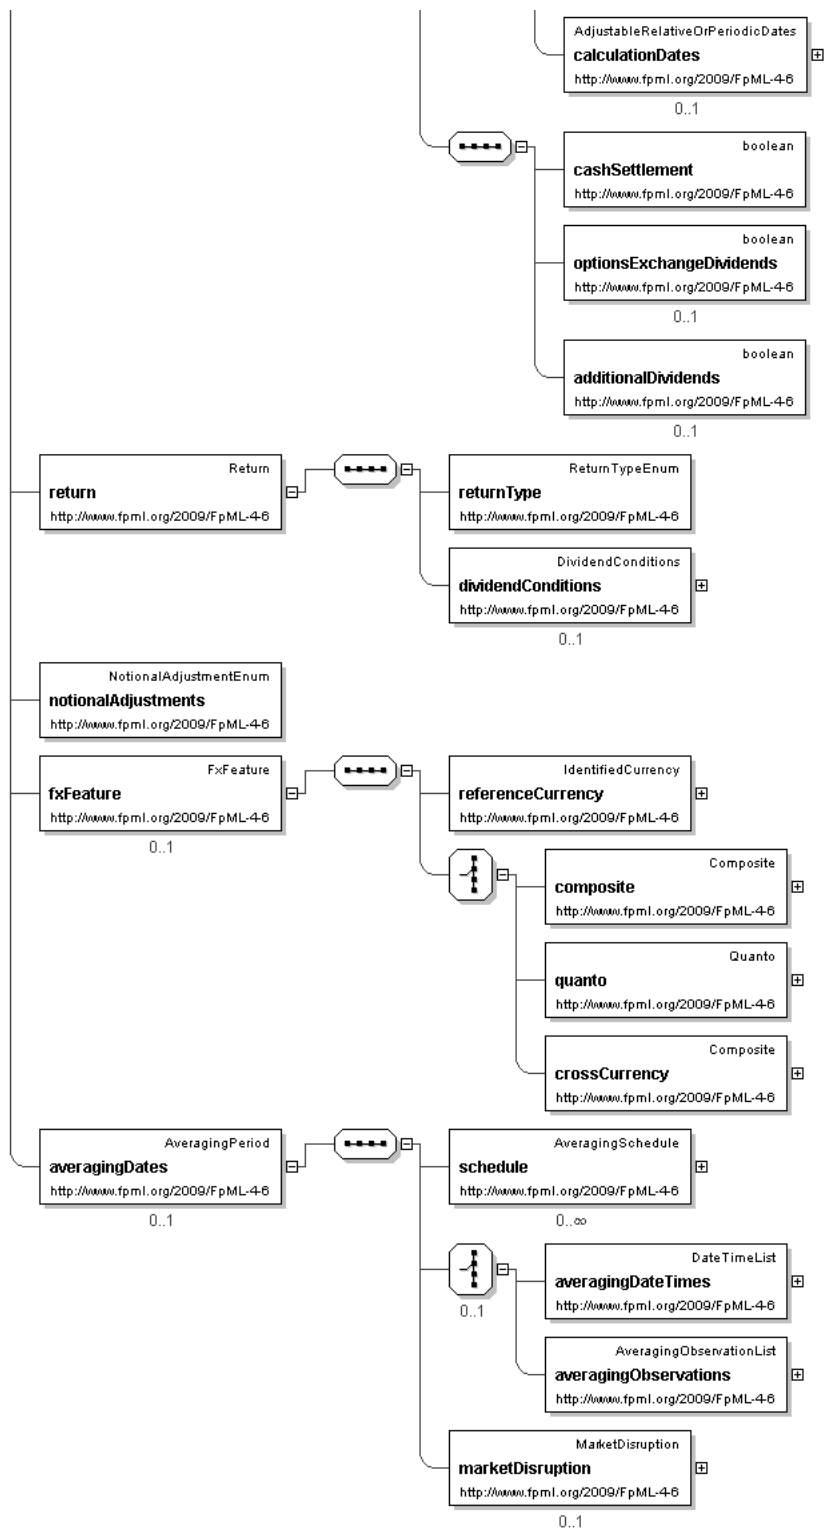 AdjustableRelativeOrPeriodicDates
calculationDates
http://www.fpml.org/2009/FpML-4-6
0..1
boolean
cashSettlement
http://www.fpml.org/2009/FpML-4-6
boolean
optionsExchangeDividends
http://www.fpml.org/2009/FpML-4-6
0..1
boolean
additionalDividends
http://www.fpml.org/2009/FpML-4-6
0..1
Return
return
http://www.fpml.org/2009/FpML-4-6
ReturnTypeEnum
returnType
http://www.fpml.org/2009/FpML-4-6
DividendConditions
dividendConditions
http://www.fpml.org/2009/FpML-4-6
0..1
NotionalAdjustmentEnum
notionalAdjustments
http://www.fpml.org/2009/FpML-4-6
FxFeature
fxFeature
http://www.fpml.org/2009/FpML-4-6
0..1
IdentifiedCurrency
referenceCurrency
http://www.fpml.org/2009/FpML-4-6
Composite
composite
http://www.fpml.org/2009/FpML-4-6
Quanto
quanto
http://www.fpml.org/2009/FpML-4-6
Composite
crossCurrency
http://www.fpml.org/2009/FpML-4-6
AveragingPeriod
averagingDates
http://www.fpml.org/2009/FpML-4-6
0..1
AveragingSchedule
schedule
http://www.fpml.org/2009/FpML-4-6
0..∞
0..1
DateTimeList
averagingDateTimes
http://www.fpml.org/2009/FpML-4-6
AveragingObservationList
averagingObservations
http://www.fpml.org/2009/FpML-4-6
MarketDisruption
marketDisruption
http://www.fpml.org/2009/FpML-4-6
0..1